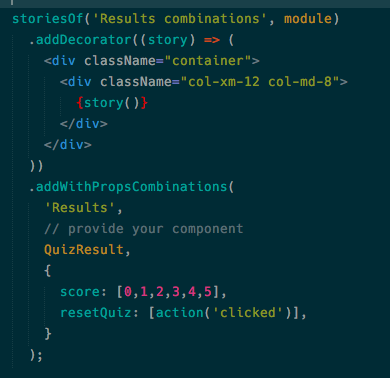 storiesOf('Results combinations', module)
.addDecorator((story) => (
<div className="container">
<div className="col-xm-12 col-md-8">
{story()}
</div>
</div>
))
.addWithPropsCombinations(
'Results',
// provide your component
QuizResult,
{
score: [0,1,2,3,4,5],
resetQuiz: [action('clicked')],
}
);